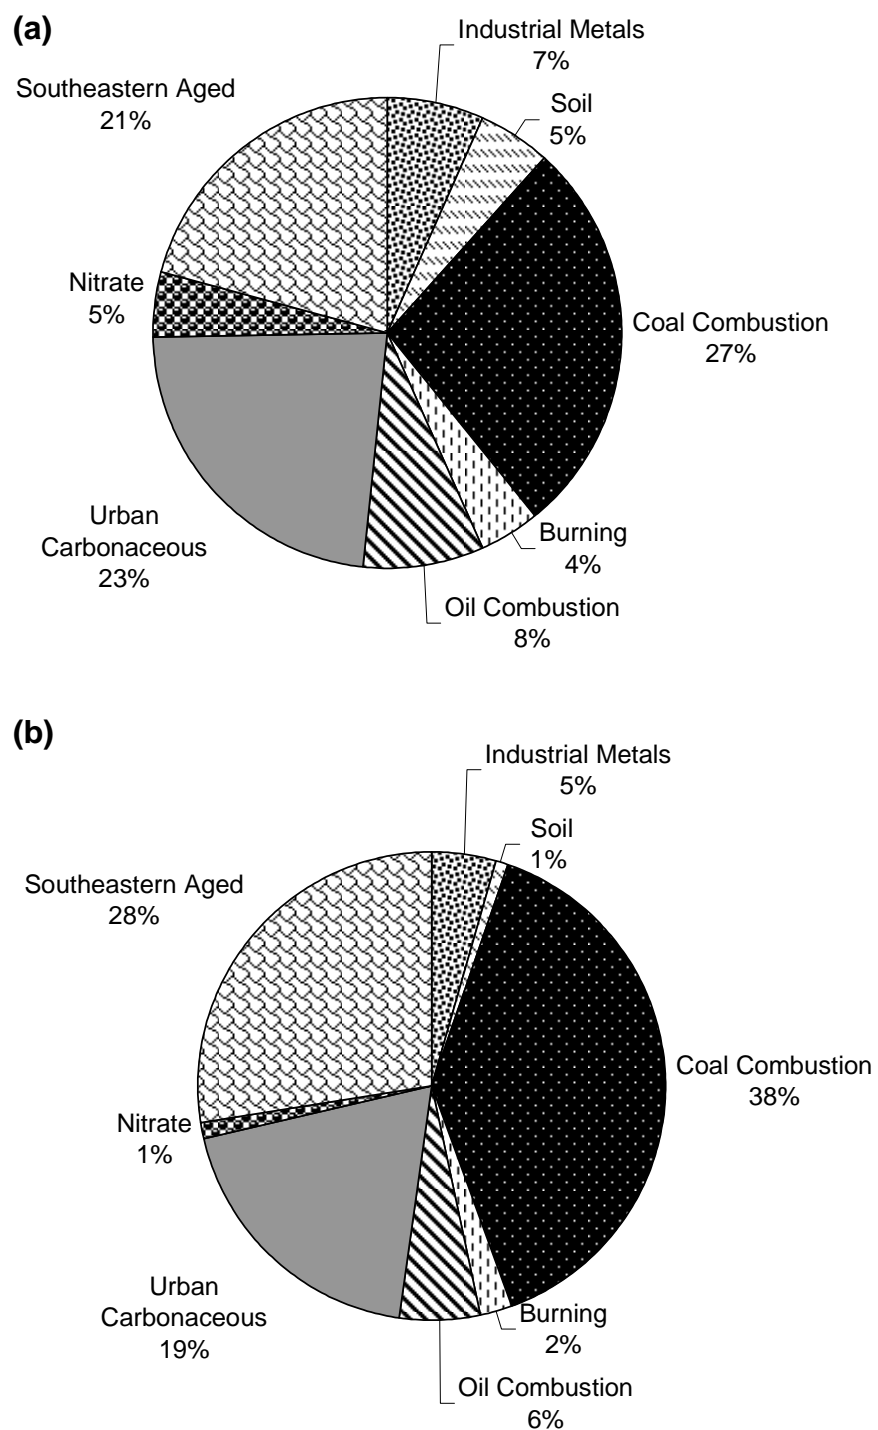 (a)
Industrial Metals
7%
Southeastern Aged
21%
Soil
5%
Nitrate
5%
Coal Combustion
27%
Urban
Carbonaceous
23%
Burning
4%
Oil Combustion
8%
(b)
Industrial Metals
5%
Soil
1%
Southeastern Aged
28%
Coal Combustion
38%
Nitrate
1%
Urban
Carbonaceous
19%
Burning
2%
Oil Combustion
6%